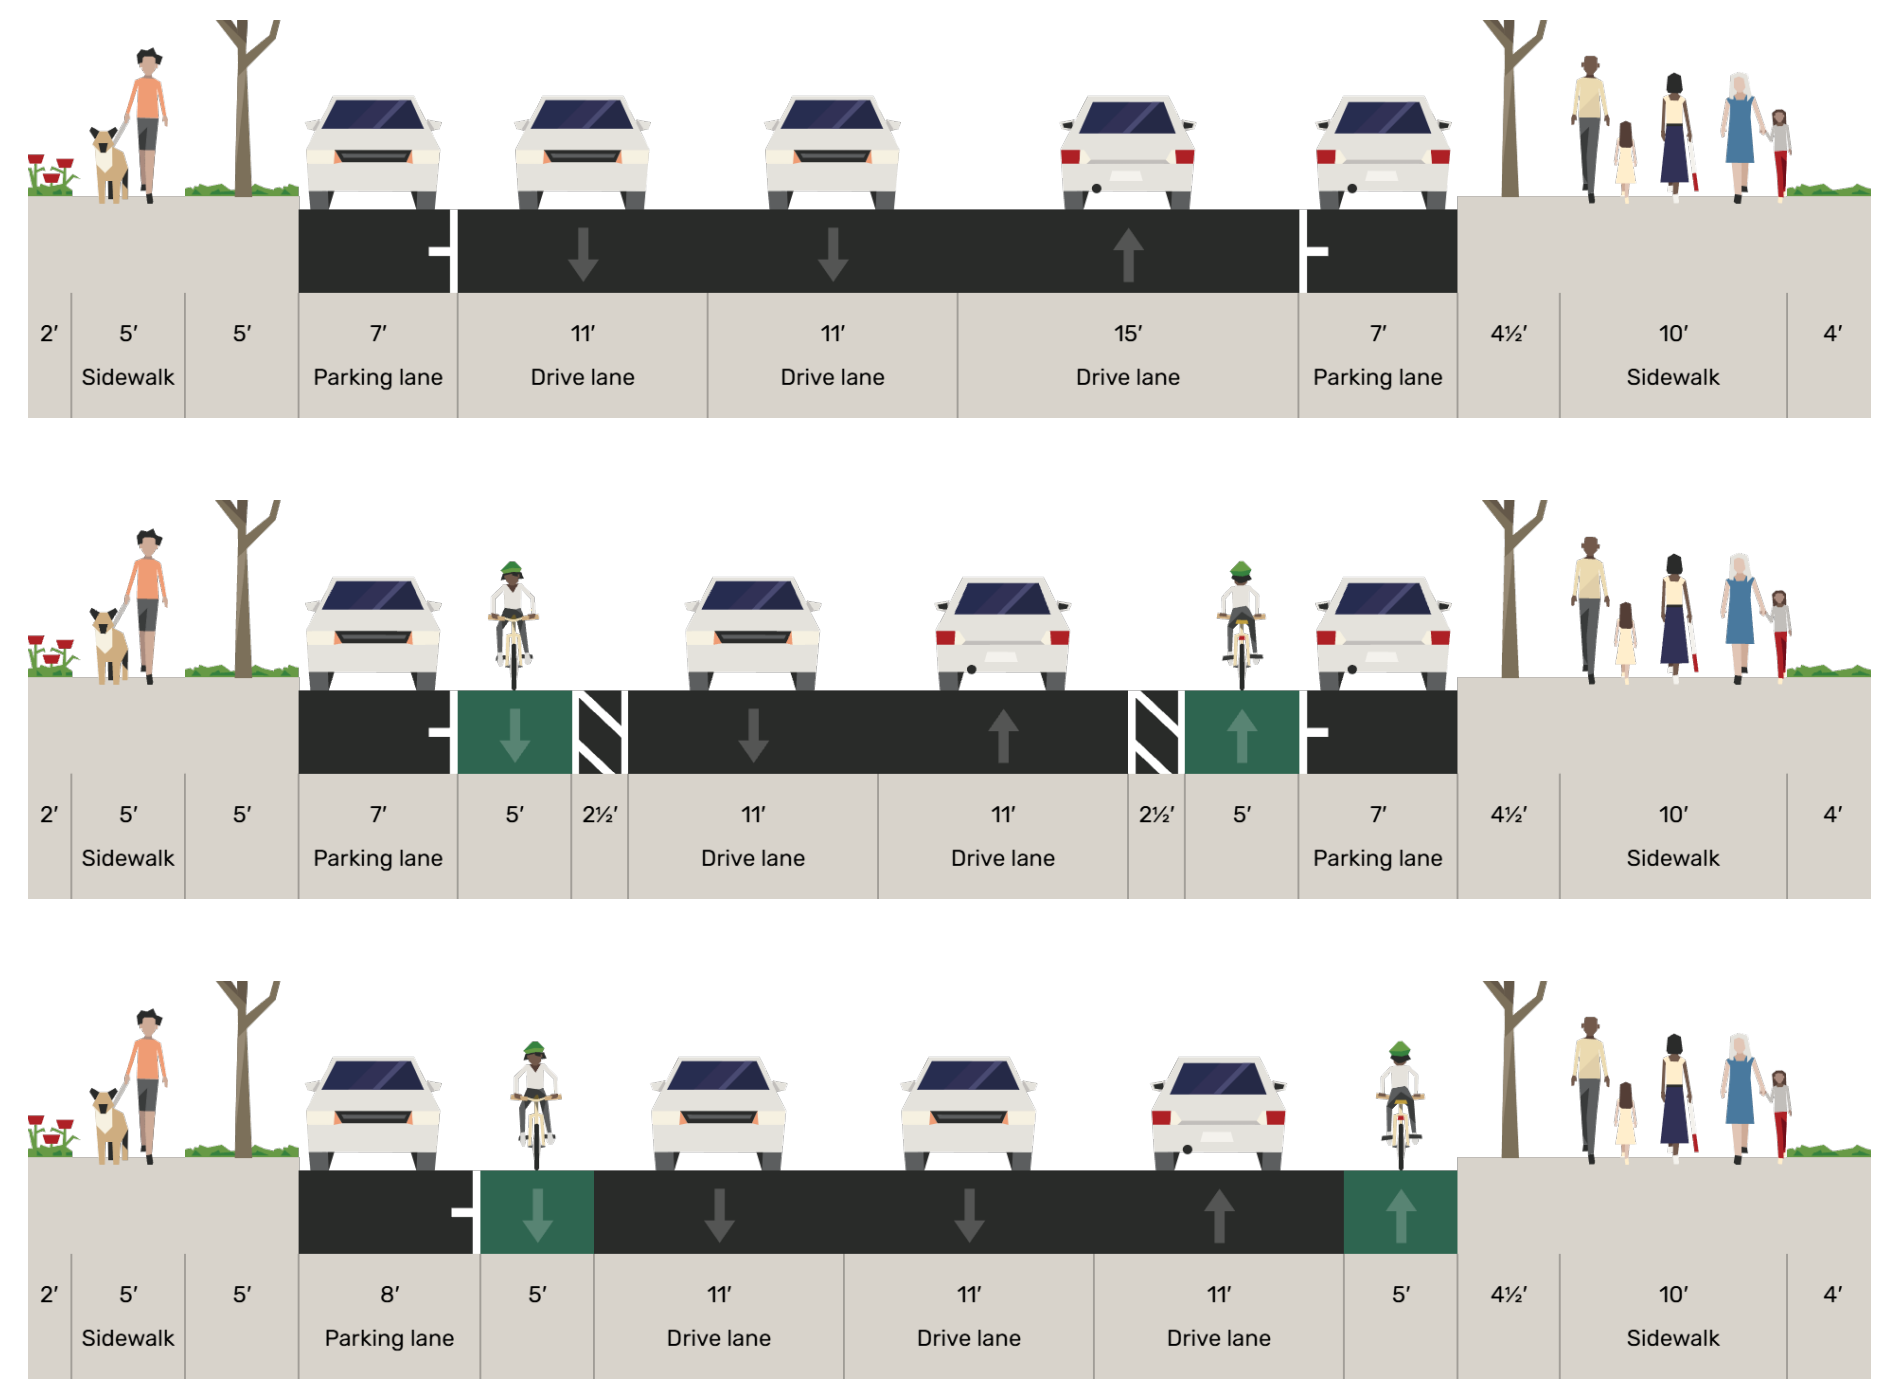 2′ 5′ 5′ 7′ 11′ 11′ 15′ 7′ 4½′ 10′ 4′
Sidewalk Parking lane Drive lane Drive lane Drive lane Parking lane Sidewalk
2′ 5′ 5′ 7′ 5′ 2½′ 11′ 11′ 2½′ 5′ 7′ 4½′ 10′ 4′
Sidewalk Parking lane Drive lane Drive lane Parking lane Sidewalk
2′ 5′ 5′ 8′ 5′ 11′ 11′ 11′ 5′ 4½′ 10′ 4′
Sidewalk Parking lane Drive lane Drive lane Drive lane Sidewalk